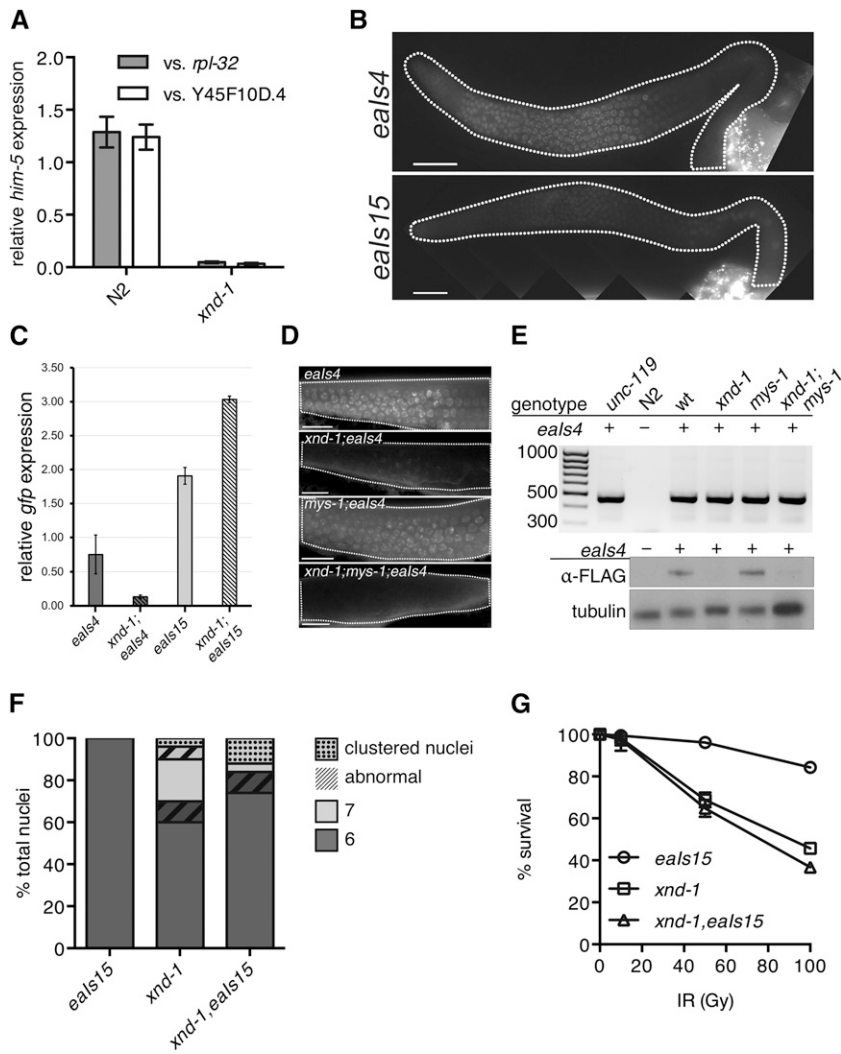 A
relative him-5 expression
2.0
1.5
1.0
0.5
0.0
vs. rpl-32
vs. Y45F10D.4
N2
xnd-1
B
eaIs4
eaIs15
C
relative gfp expression
3.50
3.00
2.50
2.00
1.50
1.00
0.50
0.00
eaIs4
xnd-1;
eaIs4
eaIs15
xnd-1;
eaIs15
D
eaIs4
xnd-1;eaIs4
mys-1;eaIs4
xnd-1;mys-1;eaIs4
E
genotype
unc-119
N2
wt
xnd-1
mys-1
xnd-1;
mys-1
eaIs4 + – + + + +
1000
500
300
eaIs4 – + + + +
α-FLAG
tubulin
F
% total nuclei
100
80
60
40
20
0
eaIs15
xnd-1
xnd-1,eaIs15
clustered nuclei
abnormal
7
6
G
% survival
100
80
60
40
20
0
eaIs15
xnd-1
xnd-1,eaIs15
0 20 40 60 80 100
IR (Gy)